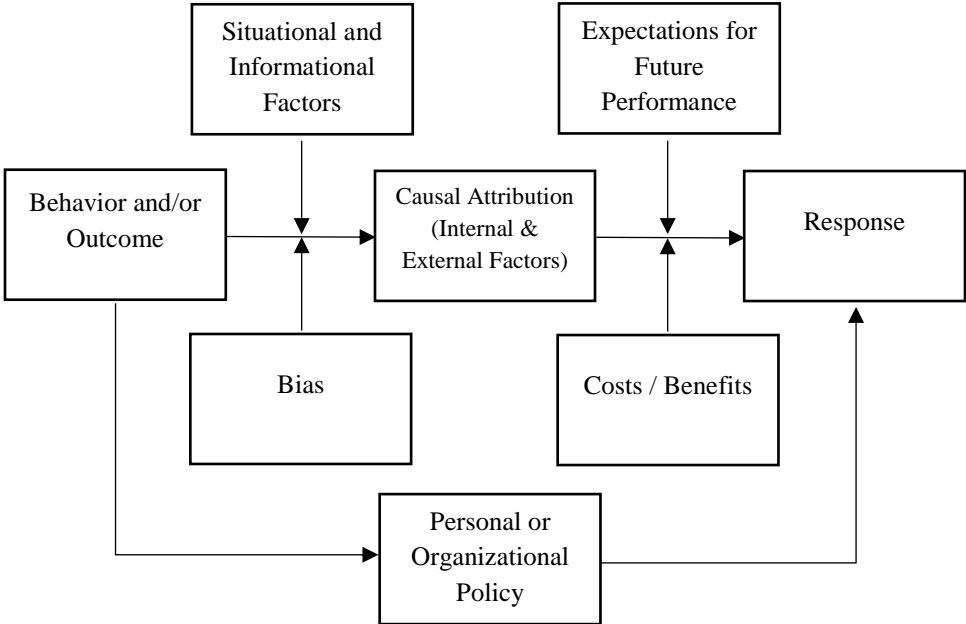 Situational and
Informational
Factors
Expectations for
Future
Performance
Behavior and/or
Outcome
Causal Attribution
(Internal &
External Factors)
Response
Bias
Costs / Benefits
Personal or
Organizational
Policy